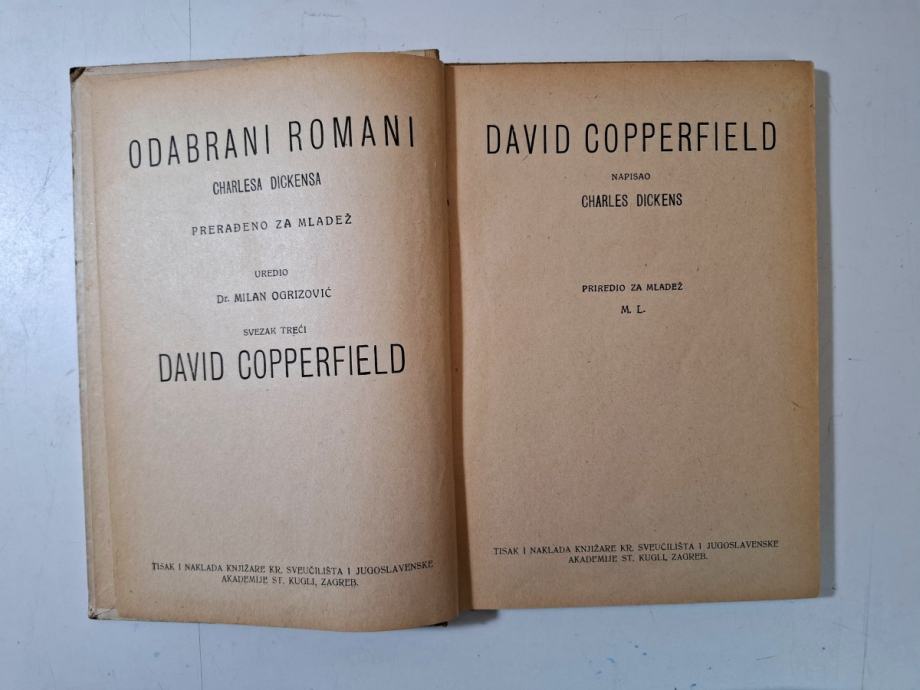 ODABRANI ROMANI
CHARLESA DICKENSA
PRERAĐENO ZA MLADEŽ
UREDIO
Dr. MILAN OGRIZOVIĆ
SVEZAK TREĆI
DAVID COPPERFIELD
TISAK I NAKLADA KNJIŽARE KR. SVEUČILIŠTA I JUGOSLAVENSKE
AKADEMIJE ST. KUGLI, ZAGREB.
DAVID COPPERFIELD
NAPISAO
CHARLES DICKENS
PRIREDIO ZA MLADEŽ
M. L.
TISAK I NAKLADA KNJIŽARE KR. SVEUČILIŠTA I JUGOSLAVENSKE
AKADEMIJE ST. KUGLI, ZAGREB.